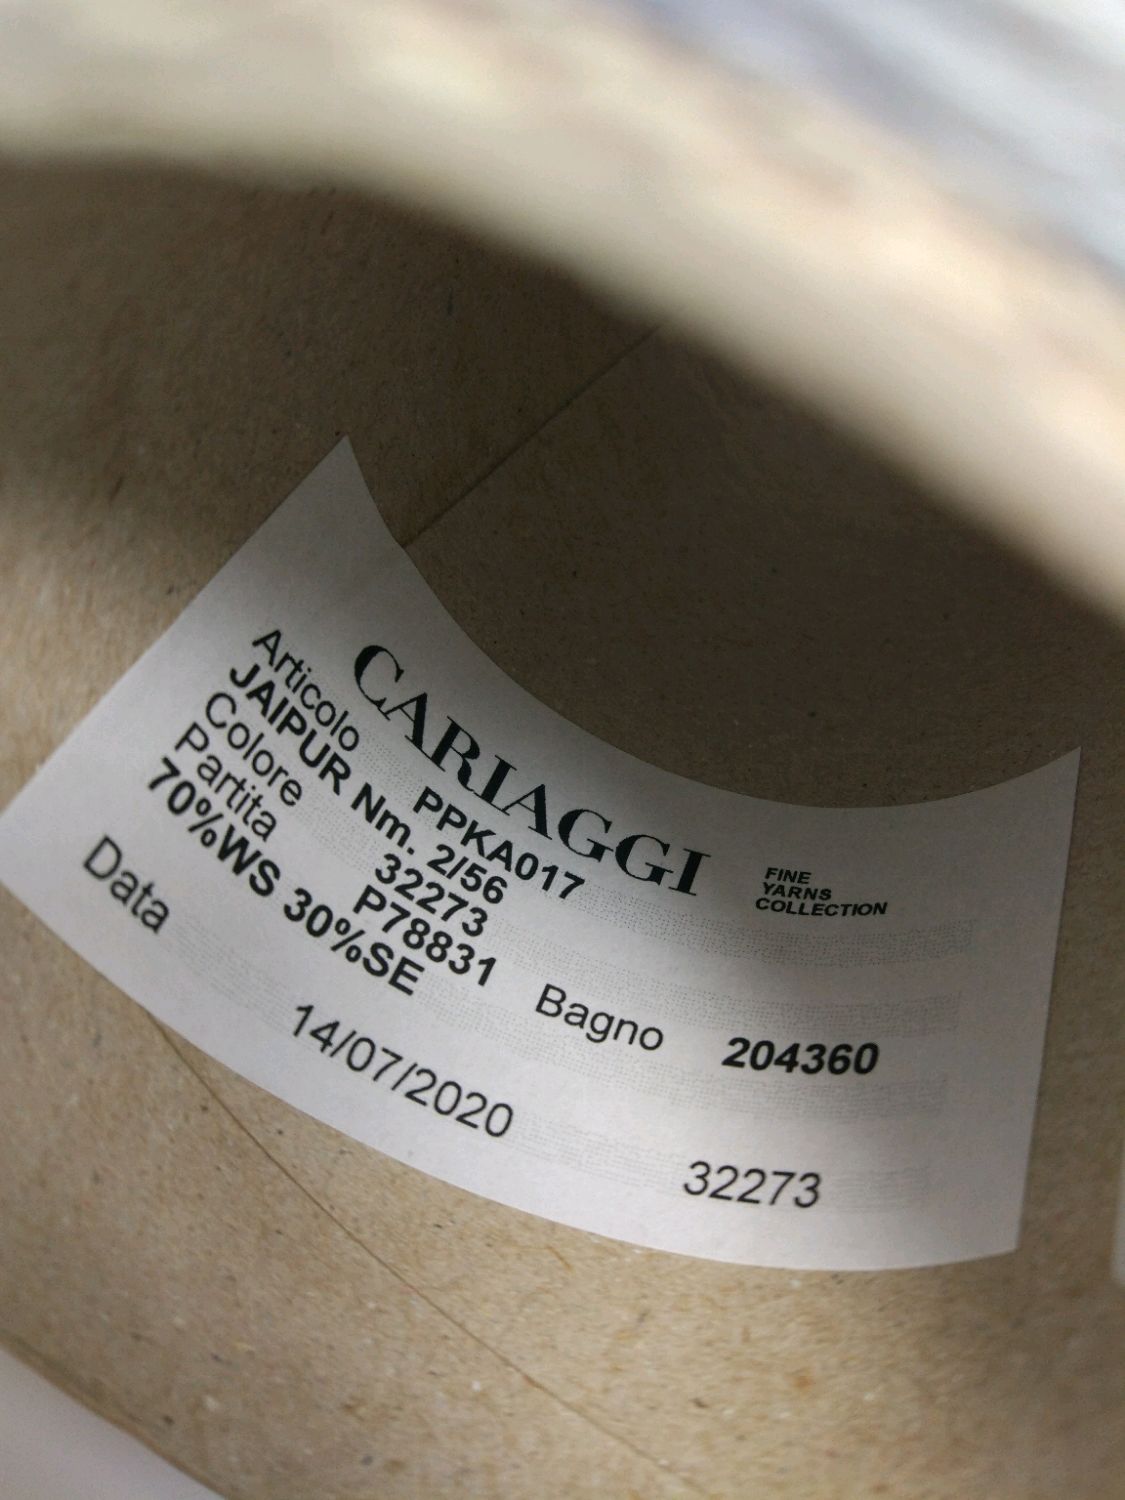 CARIAGGI
FINE
YARNS
COLLECTION
Articolo PPKA017
JAIPUR Nm. 2/56
Colore 32273
Partita P78831 Bagno 204360
70%WS 30%SE
Data 14/07/2020 32273